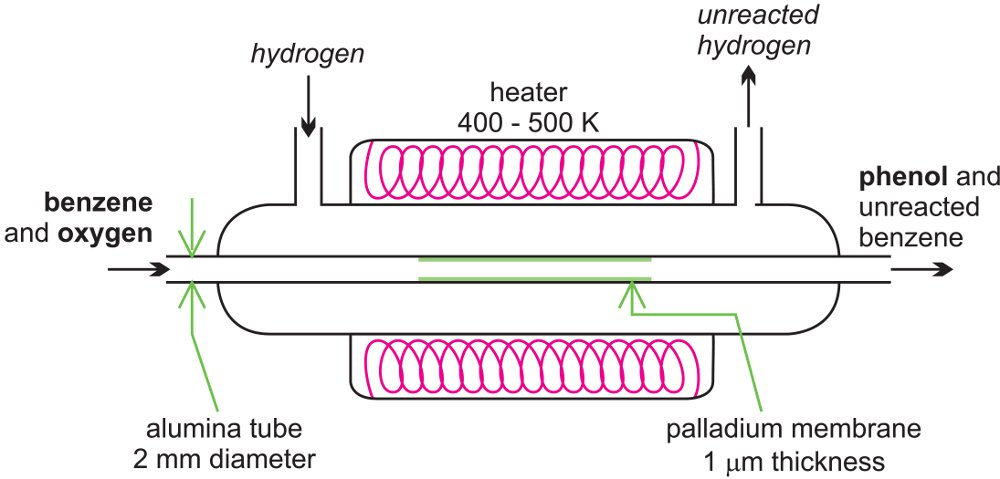 unreacted
hydrogen
hydrogen
heater
400 - 500 K
benzene
and oxygen
phenol and
unreacted
benzene
alumina tube
2 mm diameter
palladium membrane
1 μm thickness